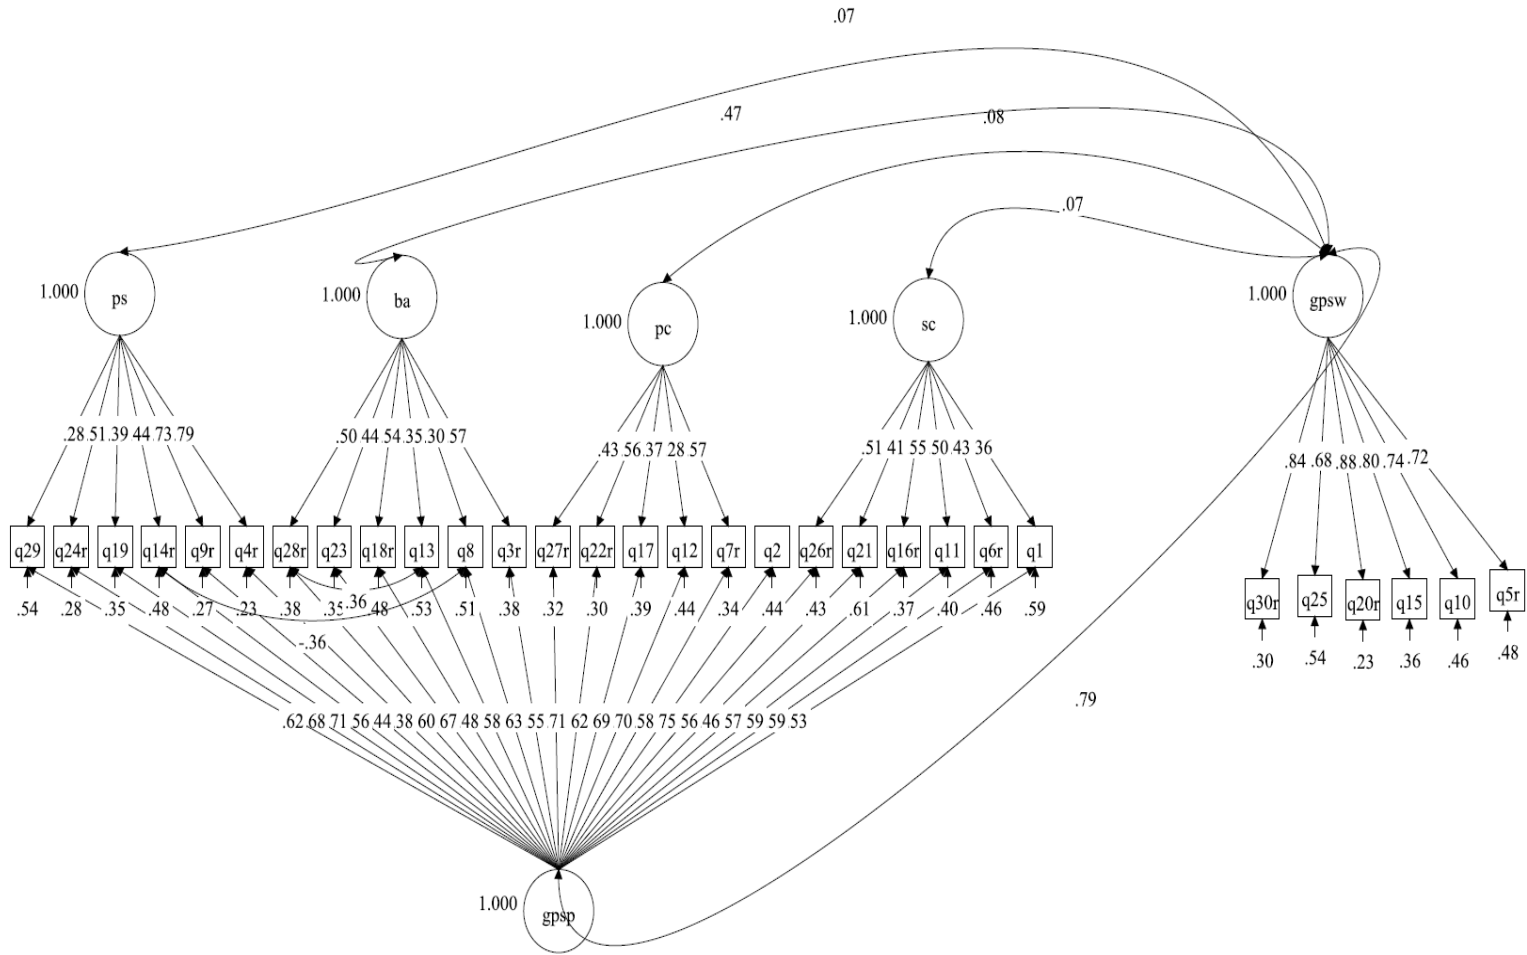 .07
.47
.08
.07
1.000 ps
1.000 ba
1.000 pc
1.000 sc
1.000 gpsw
.28 .51 .39 44 .73 .79
.50 44 .54 .35 .30 57
.43 56 .37 28 57
.51 41 55 50 .43 36
.84 .68 .88 .80 .74 .72
q29 q24r q19 q14r q9r q4r q28r q23 q18r q13 q8 q3r q27r q22r q17 q12 q7r q2 q26r q21 q16r q11 q6r q1
q30r q25 q20r q15 q10 q5r
.54 .28 .35 .48 .27 .23 .38 .35 .36 48 .53 .51 .38 .32 .30 .39 .44 .34 .44 .43 .61 .37 .40 .46 .59
-.36
.30 .54 .23 .36 .46 .48
.62 68 71 56 44 38 60 67 48 58 63 55 71 62 69 70 58 75 56 46 57 59 59 53
.79
1.000 gpsp